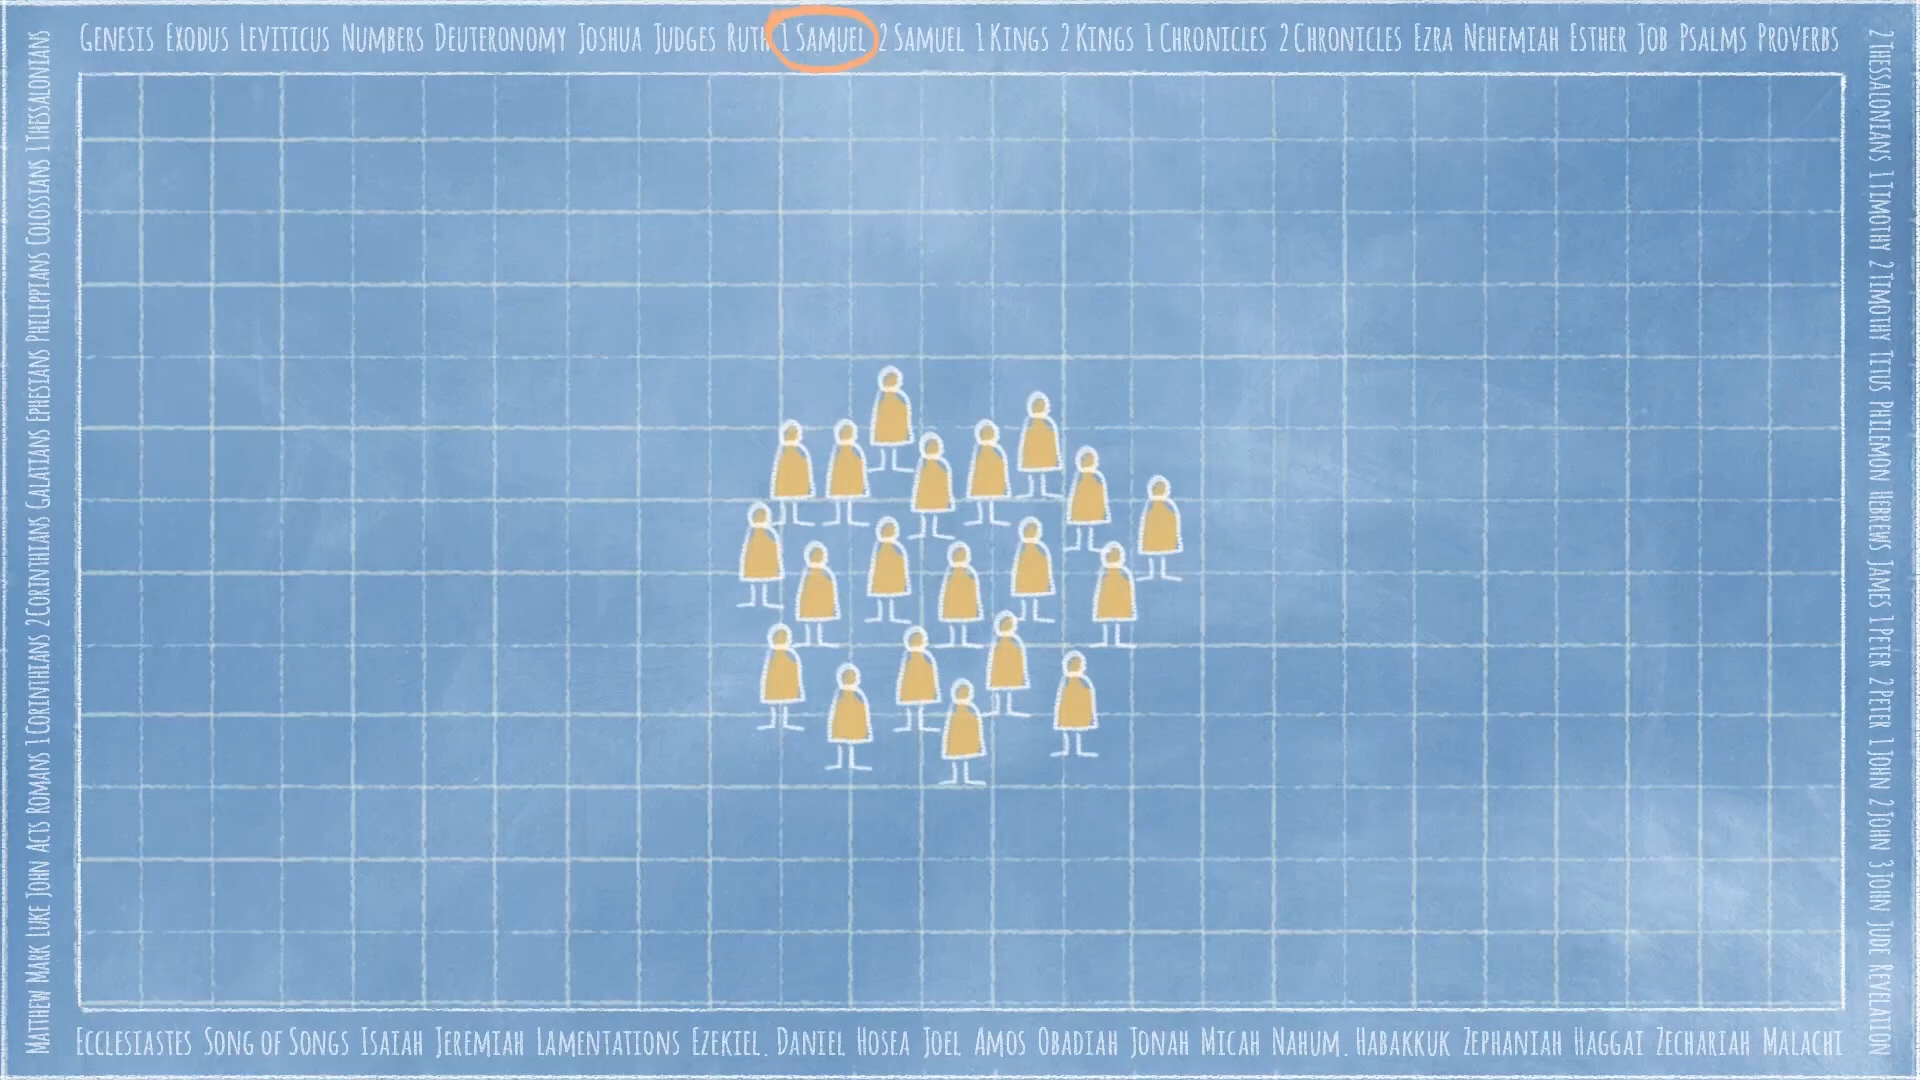 Genesis Exodus Leviticus Numbers Deuteronomy Joshua Judges Ruth 1 Samuel 2 Samuel 1 Kings 2 Kings 1 Chronicles 2 Chronicles Ezra Nehemiah Esther Job Psalms Proverbs
Ecclesiastes Song of Songs Isaiah Jeremiah Lamentations Ezekiel. Daniel Hosea Joel Amos Obadiah Jonah Micah Nahum. Habakkuk Zephaniah Haggai Zechariah Malachi
Matthew Mark Luke John Acts Romans 1 Corinthians 2 Corinthians Galatians Ephesians Philippians Colossians 1 Thessalonians
2 Thessalonians 1 Timothy 2 Timothy Titus Philemon Hebrews James 1 Peter 2 Peter 1 John 2 John 3 John Jude Revelation